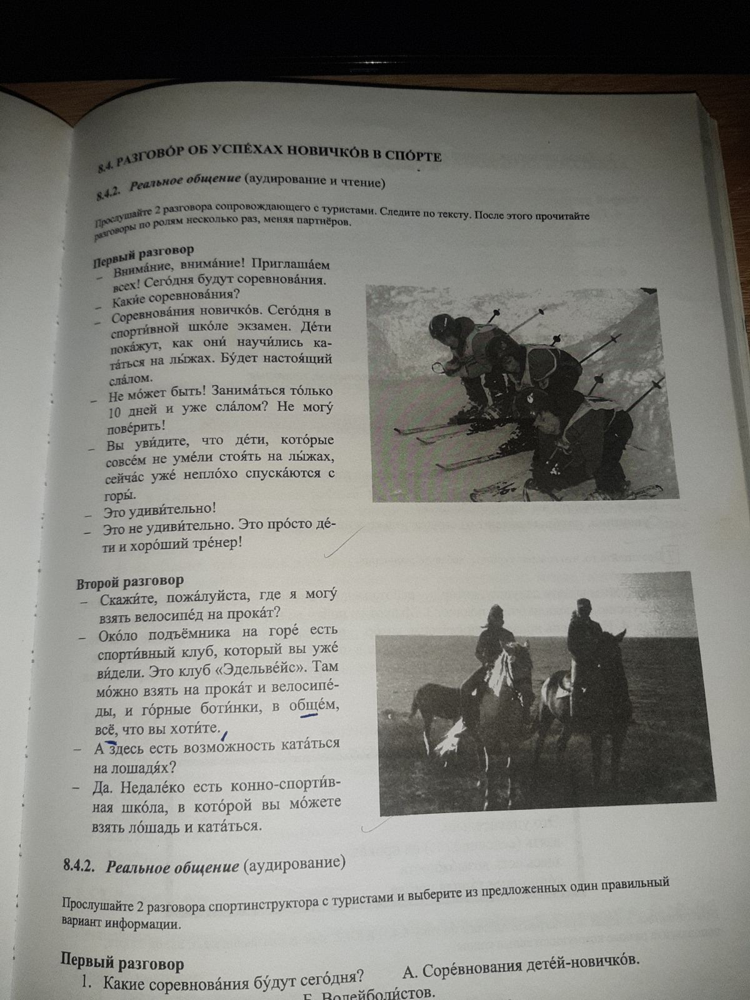 8.4. РАЗГОВО́Р ОБ УСПЕ́ХАХ НОВИЧКО́В В СПО́РТЕ
8.4.2. Реальное общение (аудирование и чтение)
Прослушайте 2 разговора сопровождающего с туристами. Следите по тексту. После этого прочитайте
разговоры по ролям несколько раз, меняя партнёров.
Первый разговор
– Внима́ние, внима́ние! Приглаша́ем
всех! Сего́дня будут соревнова́ния.
– Каки́е соревнова́ния?
– Соревнова́ния новичко́в. Сего́дня в
спорти́вной шко́ле экзамен. Де́ти
пока́жут, как они́ научи́лись ка-
та́ться на лы́жах. Бу́дет настоя́щий
сла́лом.
– Не мо́жет быть! Занима́ться то́лько
10 дней и уже сла́лом? Не могу́
пове́рить!
– Вы уви́дите, что де́ти, кото́рые
совсе́м не уме́ли стоя́ть на лы́жах,
сейча́с уже́ непло́хо спуска́ются с
горы́.
– Это удиви́тельно!
– Это не удиви́тельно. Это про́сто де́-
ти и хоро́ший тре́нер!
Второй разговор
– Скажи́те, пожа́луйста, где я могу́
взять велосипе́д на прока́т?
– Око́ло подъёмника на горе́ есть
спорти́вный клуб, который вы уже́
ви́дели. Это клуб «Эдельве́йс». Там
мо́жно взять на прока́т и велосипе́-
ды, и го́рные боти́нки, в обще́м,
всё, что вы хоти́те.
– А здесь есть возмо́жность ката́ться
на лошадя́х?
– Да. Недале́ко есть конно-спорти́в-
ная шко́ла, в кото́рой вы мо́жете
взять ло́шадь и ката́ться.
8.4.2. Реальное общение (аудирование)
Прослушайте 2 разговора спортинструктора с туристами и выберите из предложенных один правильный
вариант информации.
Первый разговор
1. Какие соревнова́ния бу́дут сего́дня? А. Соре́внования дете́й-новичко́в.
Б. Волейболи́стов.